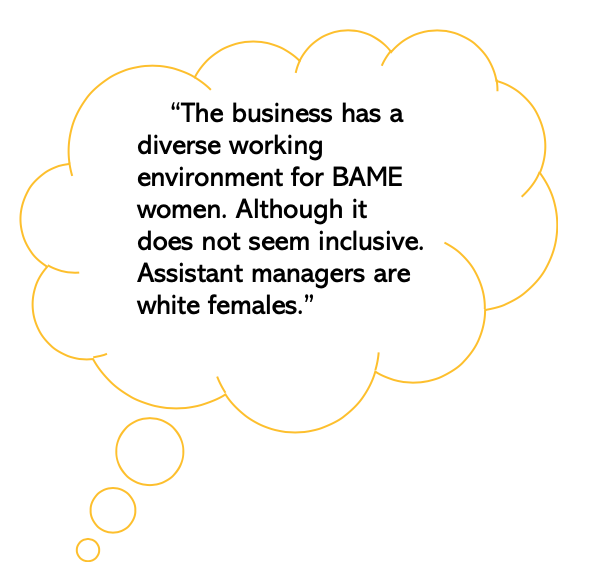 “The business has a
diverse working
environment for BAME
women. Although it
does not seem inclusive.
Assistant managers are
white females.”